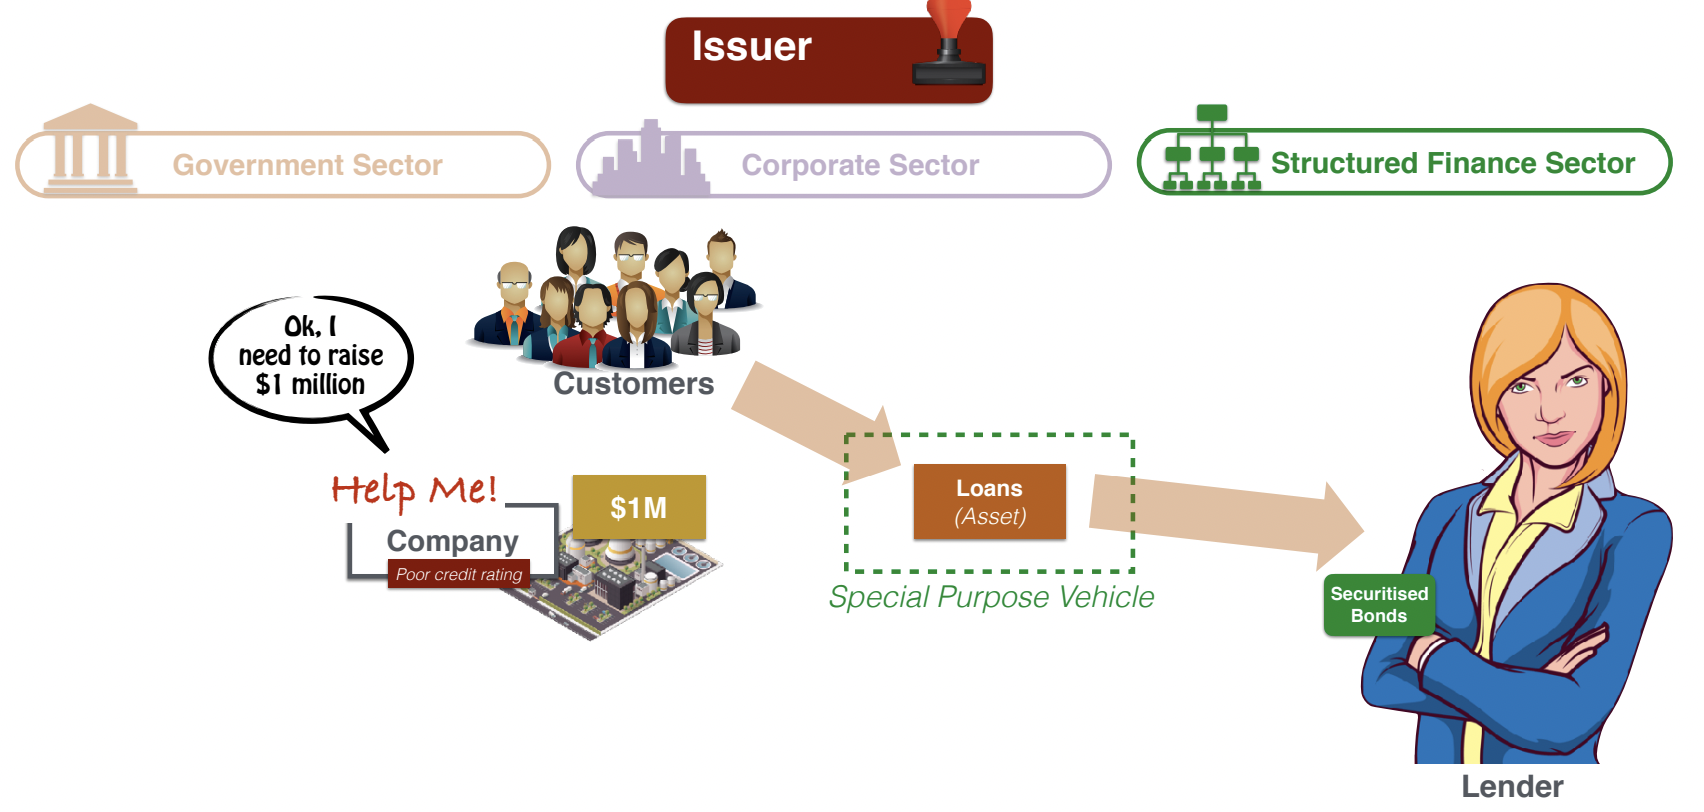 Issuer
Government Sector
Corporate Sector
Structured Finance Sector
Ok, I
need to raise
$1 million
Customers
Help Me!
$1M
Company
Poor credit rating
Loans
(Asset)
Special Purpose Vehicle
Securitised
Bonds
Lender